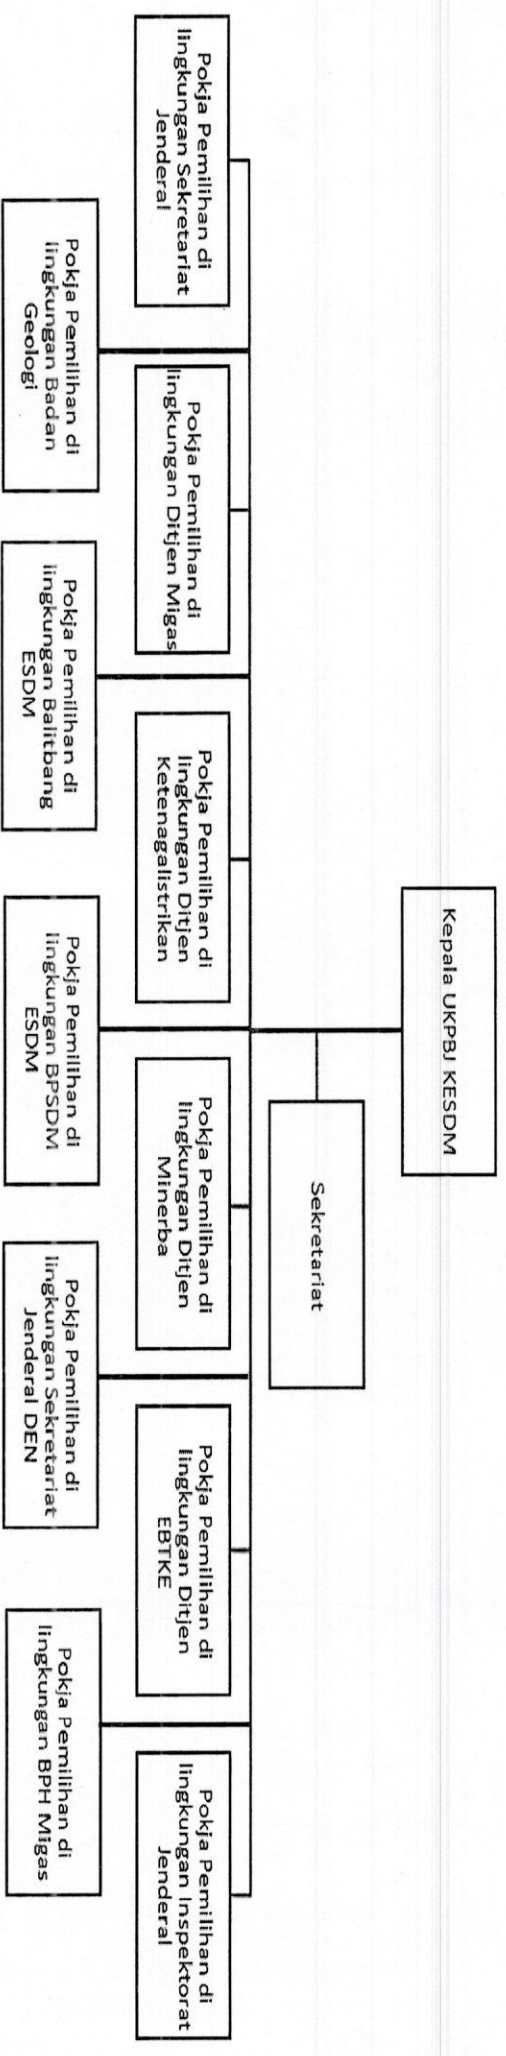 Kepala UKPBJ KESDM
Sekretariat
Pokja Pemilihan di
lingkungan Sekretariat
Jenderal
Pokja Pemilihan di
lingkungan Ditjen Migas
Pokja Pemilihan di
lingkungan Ditjen
Ketenagalistrikan
Pokja Pemilihan di
lingkungan Ditjen
Minerba
Pokja Pemilihan di
lingkungan Ditjen
EBTKE
Pokja Pemilihan di
lingkungan Inspektorat
Jenderal
Pokja Pemilihan di
lingkungan Badan
Geologi
Pokja Pemilihan di
lingkungan Balitbang
ESDM
Pokja Pemilihan di
lingkungan BPSDM
ESDM
Pokja Pemilihan di
lingkungan Sekretariat
Jenderal DEN
Pokja Pemilihan di
lingkungan BPH Migas